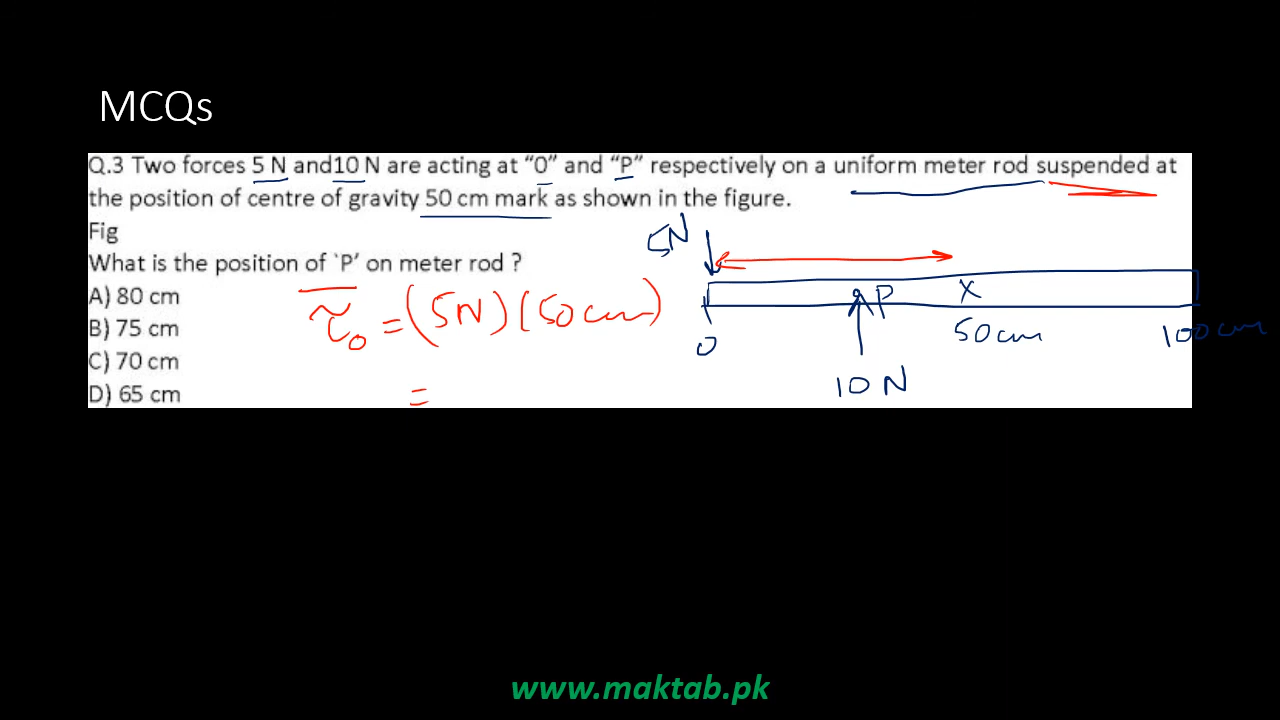 MCQs
Q.3 Two forces 5 N and10 N are acting at “0” and “P” respectively on a uniform meter rod suspended at
the position of centre of gravity 50 cm mark as shown in the figure.
Fig
What is the position of `P’ on meter rod ?
A) 80 cm
B) 75 cm
C) 70 cm
D) 65 cm
τ₀ = (5N)(50cm)
=
5N
P
X
0
50cm
100cm
10 N
www.maktab.pk